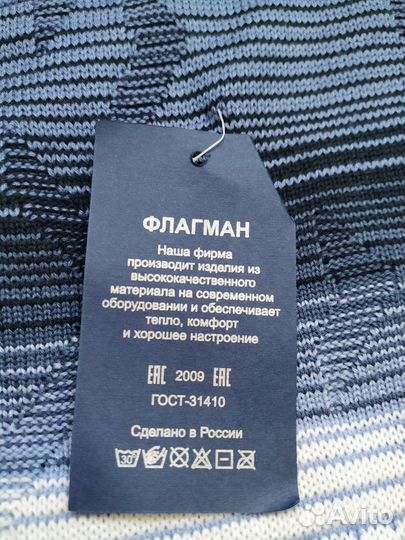 ФЛАГМАН
Наша фирма
производит изделия из
высококачественного
материала на современном
оборудовании и обеспечивает
тепло, комфорт
и хорошее настроение
ЕАС 2009 ЕАС
ГОСТ-31410
Сделано в России
30°
Avito